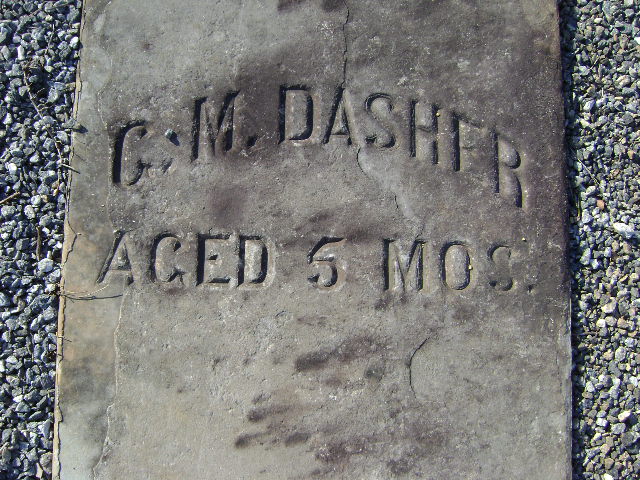 G. M. DASHER
AGED 5 MOS.